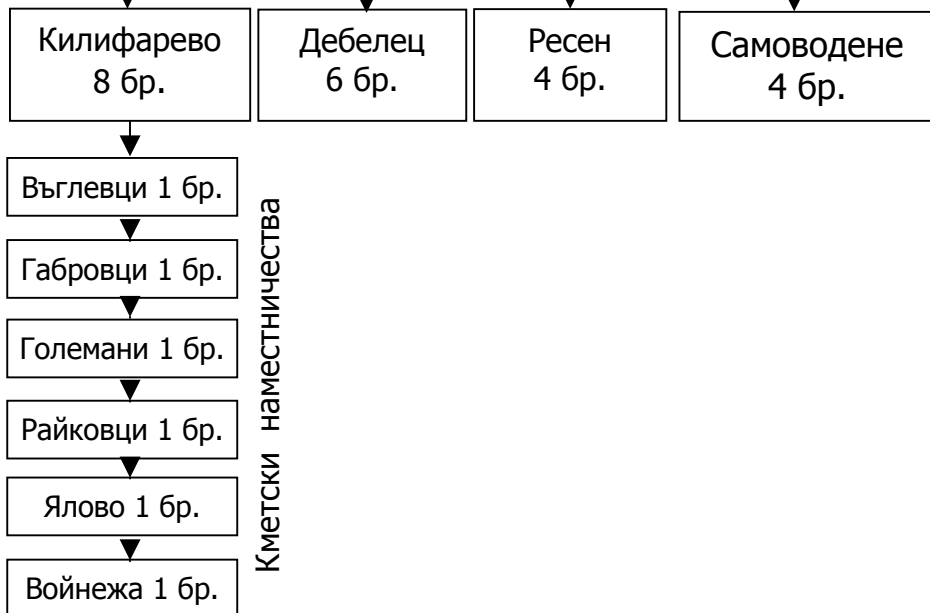 Килифарево
8 бр.
Дебелец
6 бр.
Ресен
4 бр.
Самоводене
4 бр.
Въглевци 1 бр.
Габровци 1 бр.
Големани 1 бр.
Райковци 1 бр.
Ялово 1 бр.
Войнежа 1 бр.
Кметски наместничества